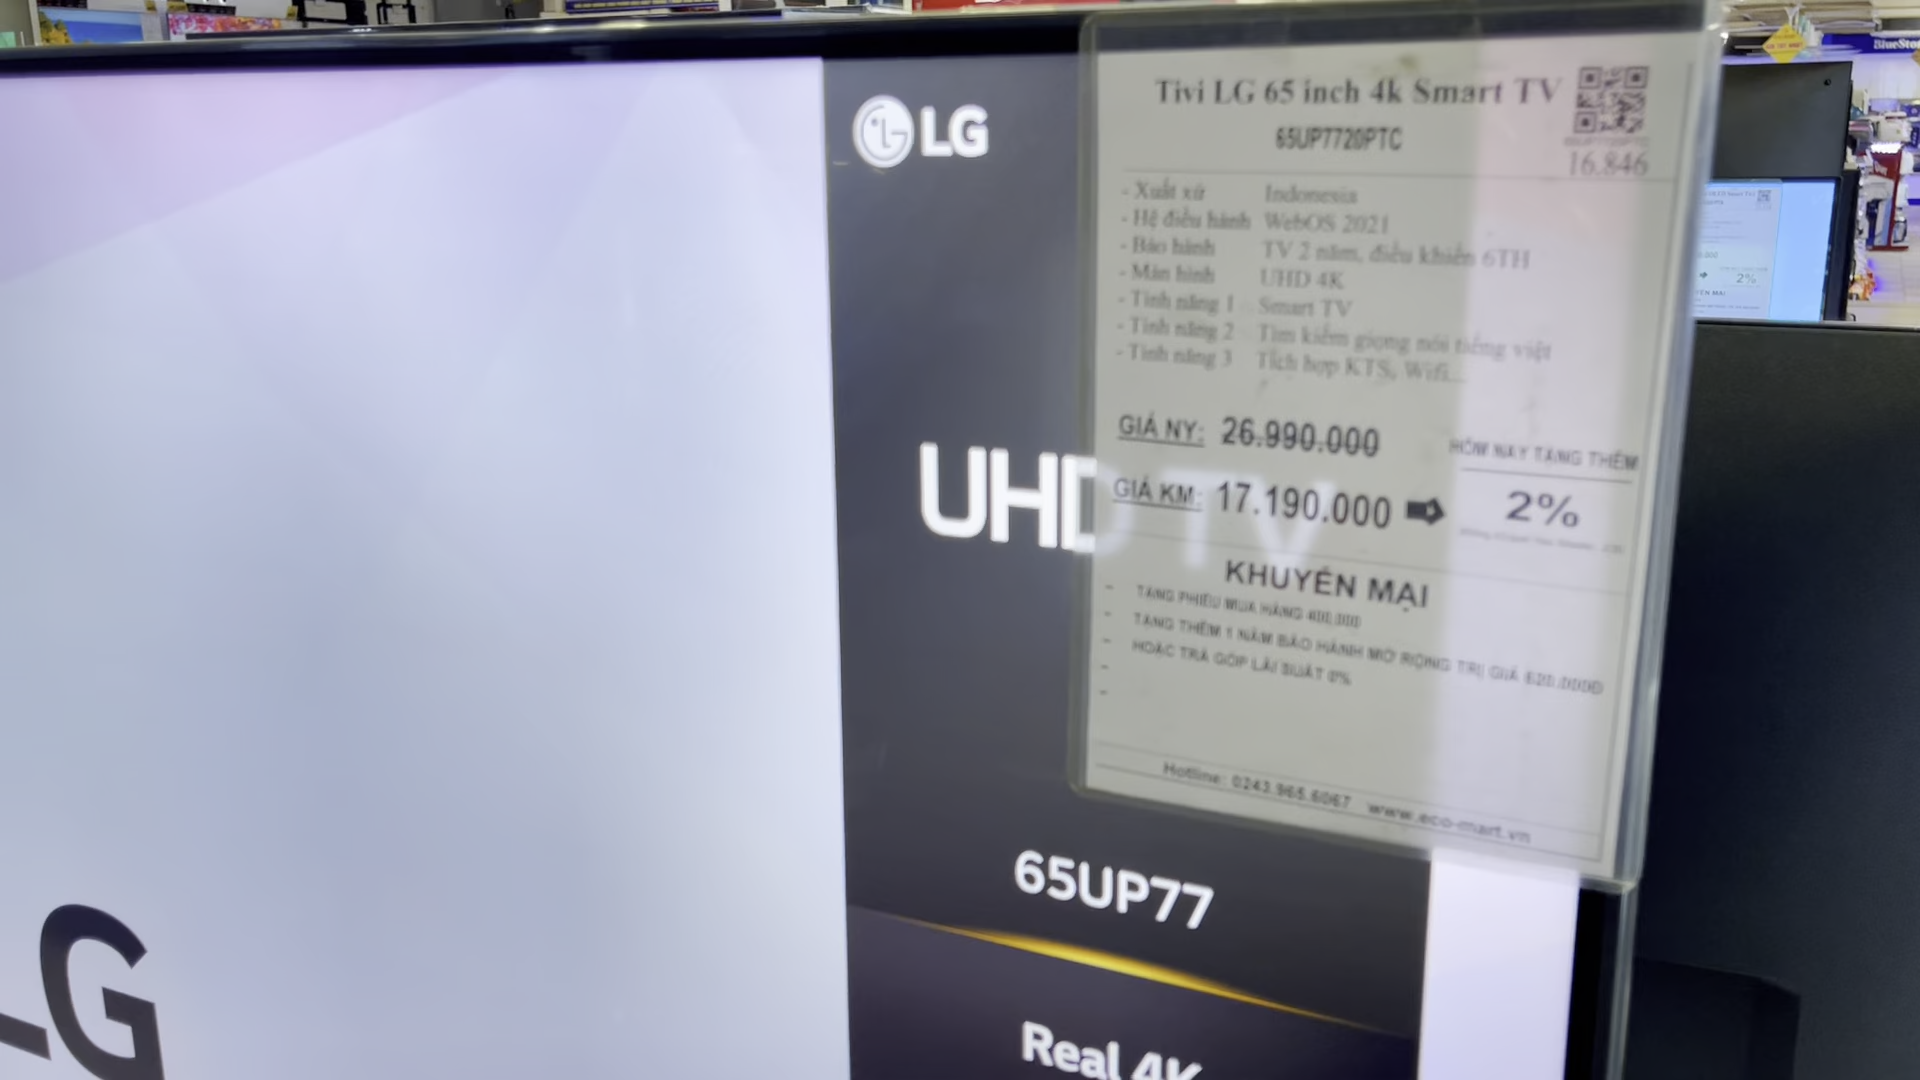 LG
Tivi LG 65 inch 4k Smart TV
65UP7720PTC
16.846
- Xuất xứ Indonesia
- Hệ điều hành WebOS 2021
- Bảo hành TV 2 năm, điều khiển 6TH
- Màn hình UHD 4K
- Tính năng 1 Smart TV
- Tính năng 2 Tìm kiếm giọng nói tiếng việt
- Tính năng 3 Tích hợp KTS, Wifi...
GIÁ NY: 26.990.000
HÔM NAY TẶNG THÊM
UHD TV
GIÁ KM: 17.190.000
2%
KHUYẾN MẠI
- TẶNG PHIẾU MUA HÀNG 400.000
- TẶNG THÊM 1 NĂM BẢO HÀNH MỞ RỘNG TRỊ GIÁ 620.000Đ
- HOẶC TRẢ GÓP LÃI SUẤT 0%
-
-
Hotline: 0243.965.6067 www.eco-mart.vn
65UP77
LG
Real 4K
2%